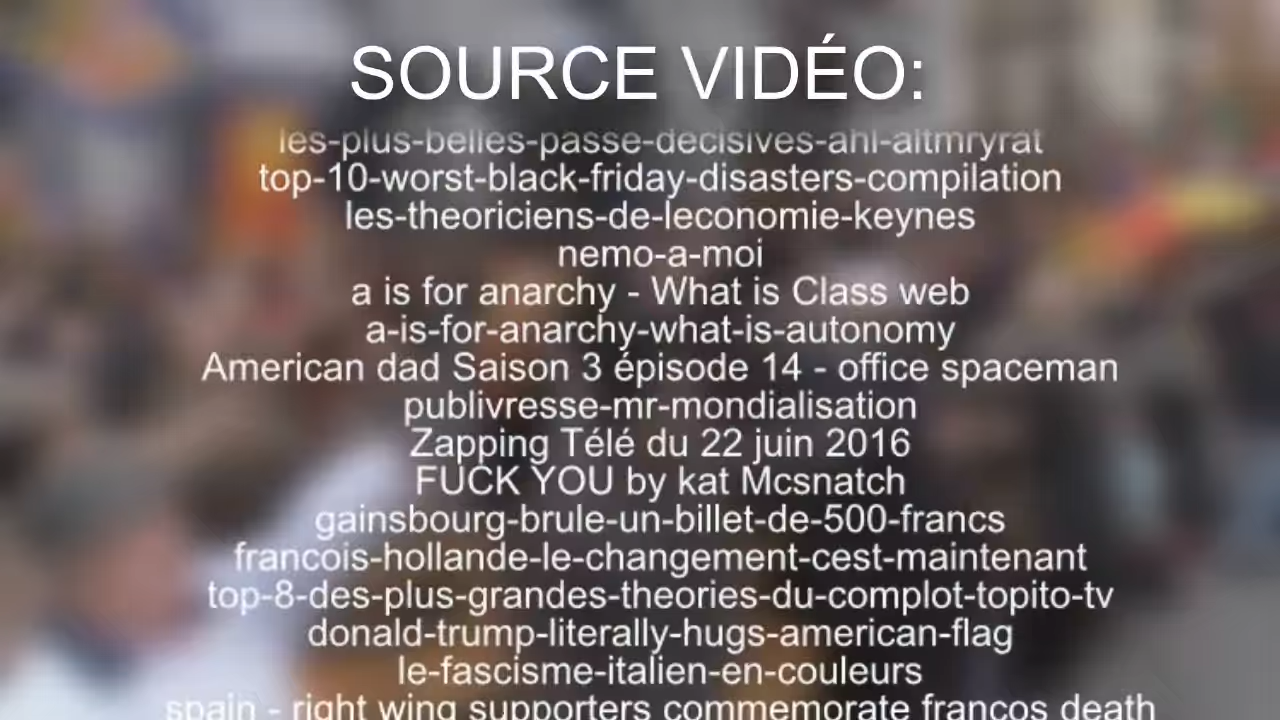 SOURCE VIDÉO:
les-plus-belles-passe-decisives-ahl-altmryrat
top-10-worst-black-friday-disasters-compilation
les-theoriciens-de-leconomie-keynes
nemo-a-moi
a is for anarchy - What is Class web
a-is-for-anarchy-what-is-autonomy
American dad Saison 3 épisode 14 - office spaceman
publivresse-mr-mondialisation
Zapping Télé du 22 juin 2016
FUCK YOU by kat Mcsnatch
gainsbourg-brule-un-billet-de-500-francs
francois-hollande-le-changement-cest-maintenant
top-8-des-plus-grandes-theories-du-complot-topito-tv
donald-trump-literally-hugs-american-flag
le-fascisme-italien-en-couleurs
spain - right wing supporters commemorate francos death